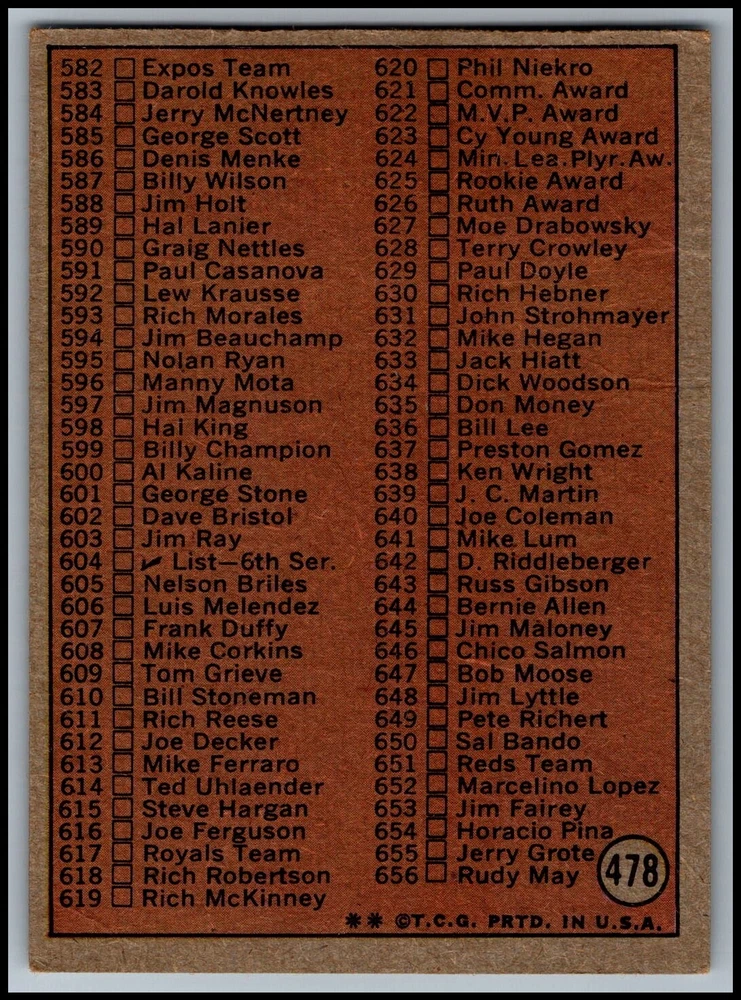 582 Expos Team
583 Darold Knowles
584 Jerry McNertney
585 George Scott
586 Denis Menke
587 Billy Wilson
588 Jim Holt
589 Hal Lanier
590 Graig Nettles
591 Paul Casanova
592 Lew Krausse
593 Rich Morales
594 Jim Beauchamp
595 Nolan Ryan
596 Manny Mota
597 Jim Magnuson
598 Hal King
599 Billy Champion
600 Al Kaline
601 George Stone
602 Dave Bristol
603 Jim Ray
604 ✓ List—6th Ser.
605 Nelson Briles
606 Luis Melendez
607 Frank Duffy
608 Mike Corkins
609 Tom Grieve
610 Bill Stoneman
611 Rich Reese
612 Joe Decker
613 Mike Ferraro
614 Ted Uhlaender
615 Steve Hargan
616 Joe Ferguson
617 Royals Team
618 Rich Robertson
619 Rich McKinney
620 Phil Niekro
621 Comm. Award
622 M.V.P. Award
623 Cy Young Award
624 Min. Lea. Plyr. Aw.
625 Rookie Award
626 Ruth Award
627 Moe Drabowsky
628 Terry Crowley
629 Paul Doyle
630 Rich Hebner
631 John Strohmayer
632 Mike Hegan
633 Jack Hiatt
634 Dick Woodson
635 Don Money
636 Bill Lee
637 Preston Gomez
638 Ken Wright
639 J. C. Martin
640 Joe Coleman
641 Mike Lum
642 D. Riddleberger
643 Russ Gibson
644 Bernie Allen
645 Jim Maloney
646 Chico Salmon
647 Bob Moose
648 Jim Lyttle
649 Pete Richert
650 Sal Bando
651 Reds Team
652 Marcelino Lopez
653 Jim Fairey
654 Horacio Pina
655 Jerry Grote
656 Rudy May
478
** ©T.C.G. PRTD. IN U.S.A.